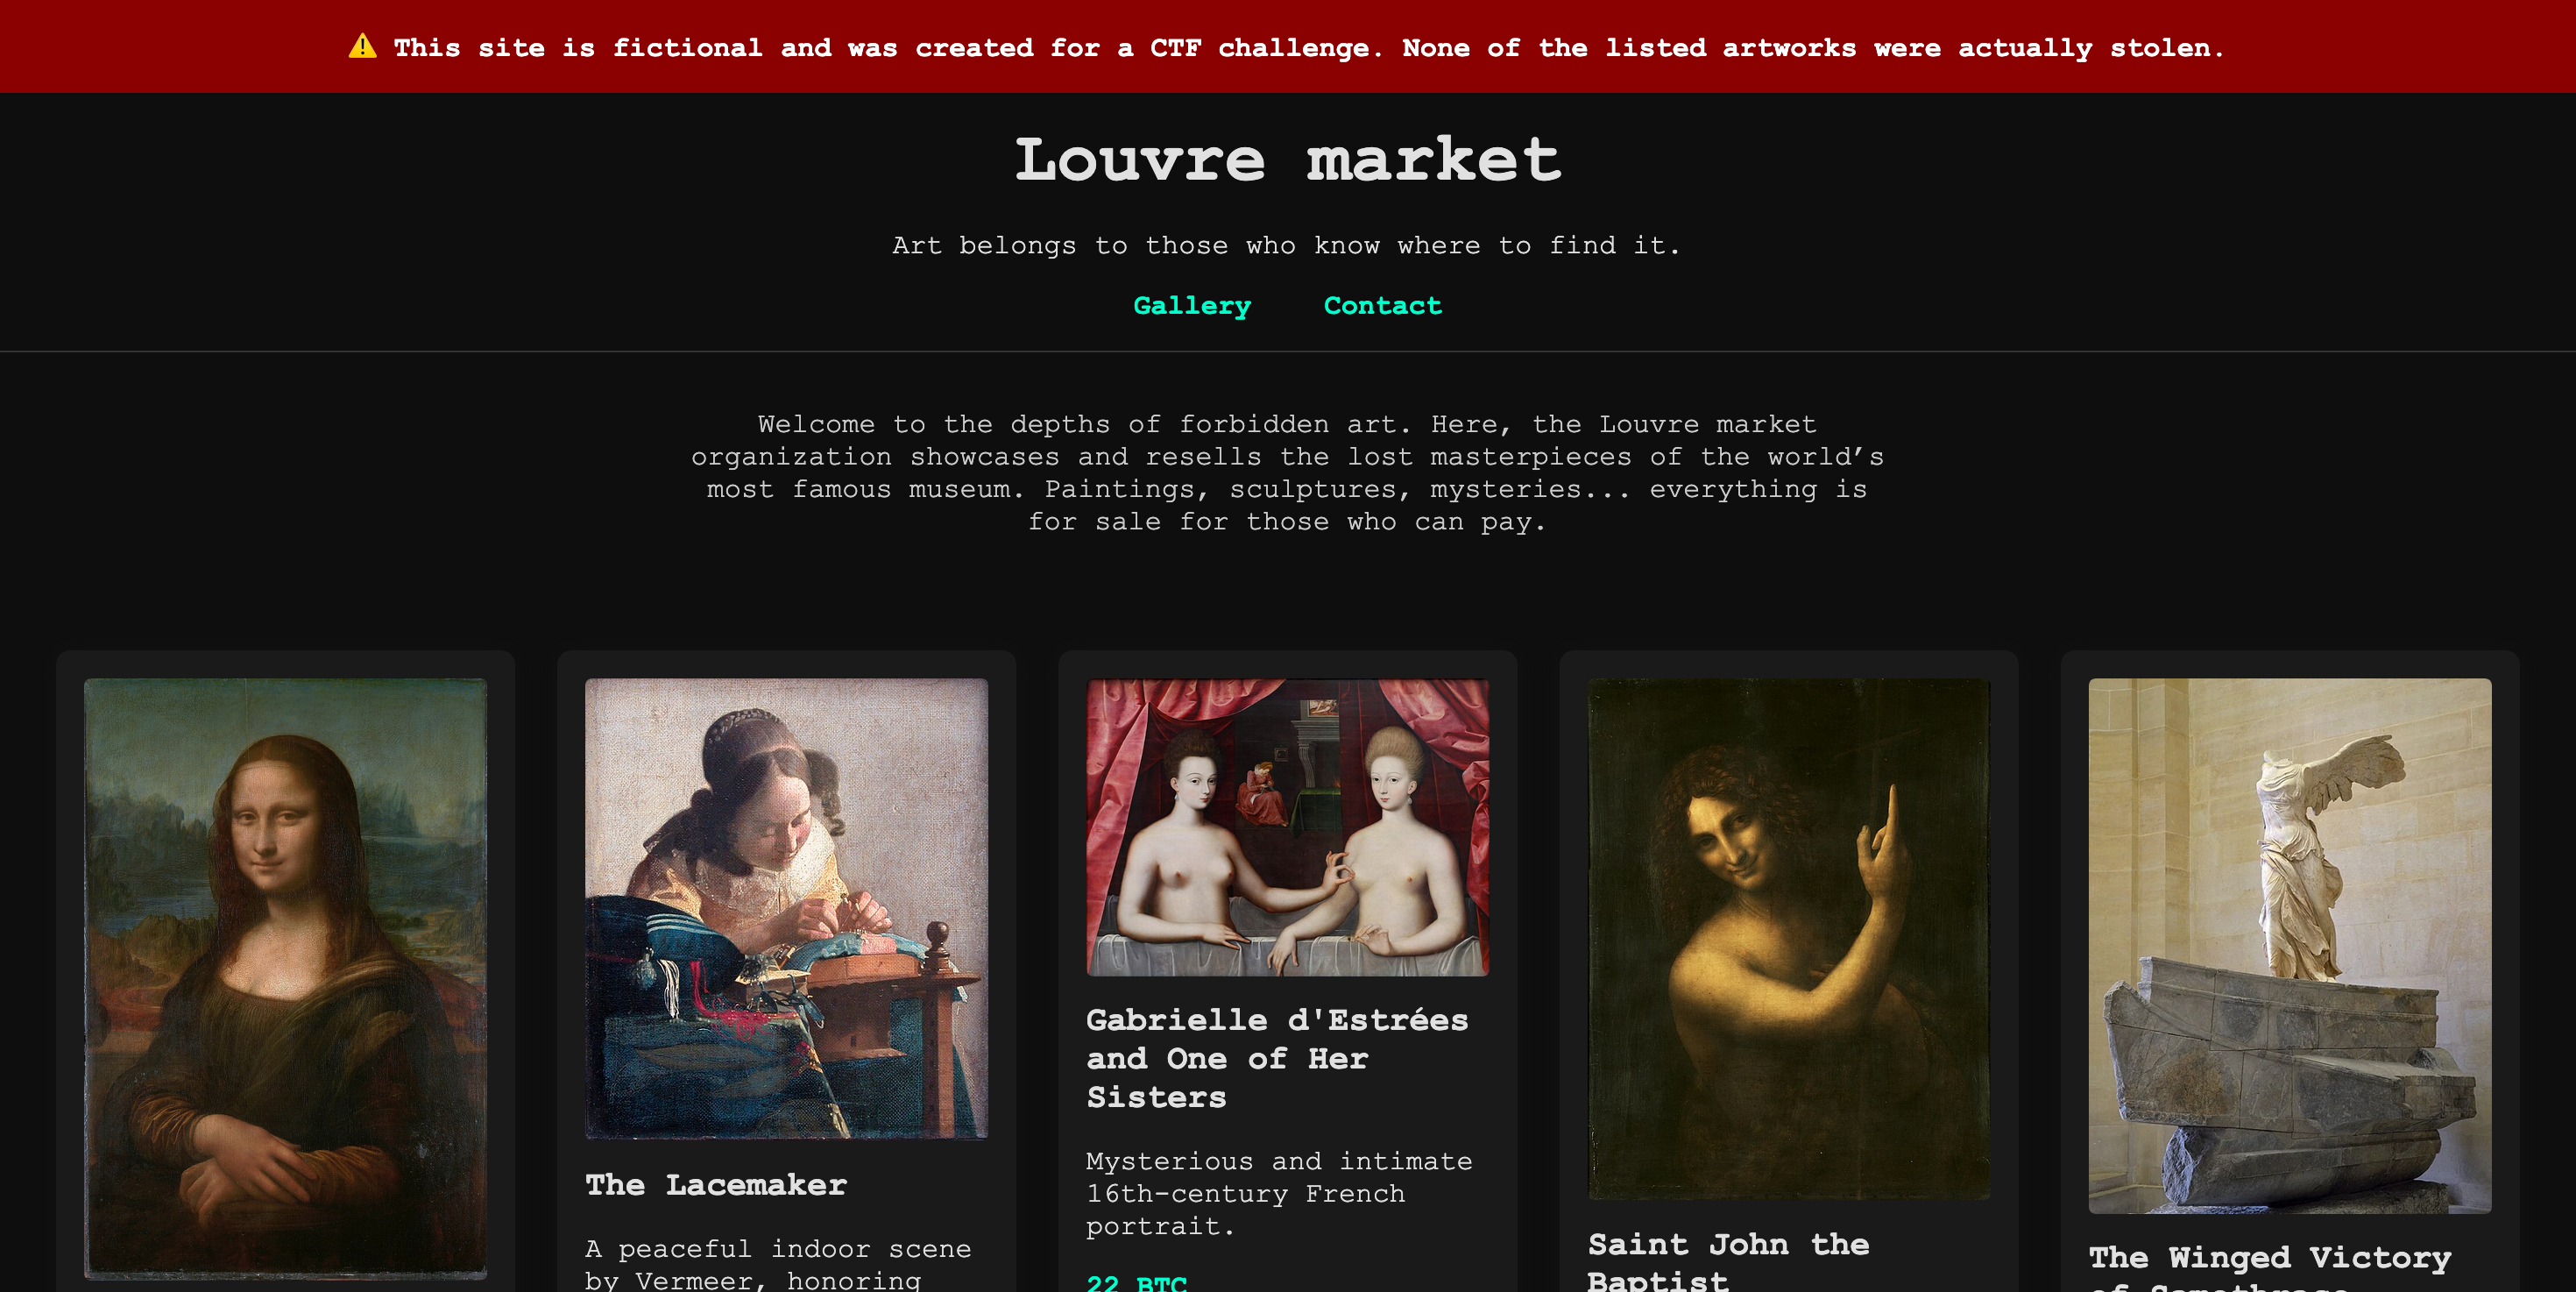 ⚠️ This site is fictional and was created for a CTF challenge. None of the listed artworks were actually stolen.
Louvre market
Art belongs to those who know where to find it.
Gallery Contact
Welcome to the depths of forbidden art. Here, the Louvre market
organization showcases and resells the lost masterpieces of the world’s
most famous museum. Paintings, sculptures, mysteries... everything is
for sale for those who can pay.
The Lacemaker
A peaceful indoor scene
by Vermeer, honoring
Gabrielle d'Estrées
and One of Her
Sisters
Mysterious and intimate
16th-century French
portrait.
22 BTC
Saint John the
Baptist
The Winged Victory
of Samothrace